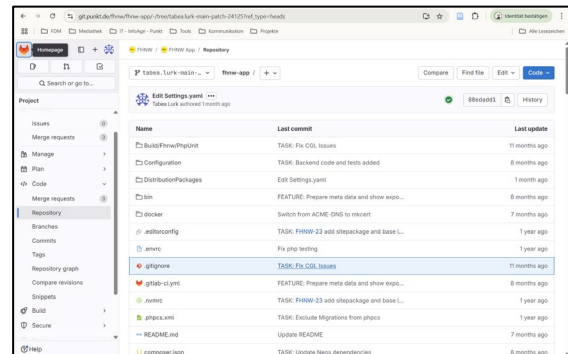 git.punkt.de/fhnw/fhnw-app/-/tree/tabea.lurk-main-patch-24125?ref_type=heads
Identität bestätigen
FDM Mediathek IT - InfoAge - Punkt Tools Kommunikation Projekte
Alle Lesezeichen
Homepage
FHNW / FHNW App / Repository
Search or go to...
Project
Issues 0
Merge requests 3
Manage
Plan
Code
Merge requests 3
Repository
Branches
Commits
Tags
Repository graph
Compare revisions
Snippets
Build
Secure
Help
tabea.lurk-main-... fhnw-app /
Compare Find file Edit Code
Edit Settings.yaml
Tabea Lurk authored 1 month ago
88edadd1 History
Name Last commit Last update
Build/Fhnw/PhpUnit TASK: Fix CGL Issues 11 months ago
Configuration TASK: Backend code and tests added 8 months ago
DistributionPackages Edit Settings.yaml 1 month ago
bin FEATURE: Prepare meta data and show expo... 8 months ago
docker Switch from ACME-DNS to mkcert 7 months ago
.editorconfig TASK: FHNW-23 add sitepackage and base i... 1 year ago
.envrc Fix php testing 1 year ago
.gitignore TASK: Fix CGL Issues 11 months ago
.gitlab-ci.yml FEATURE: Prepare meta data and show expo... 8 months ago
.nvmrc TASK: FHNW-23 add sitepackage and base i... 1 year ago
.phpcs.xml TASK: Exclude Migrations from phpcs 1 year ago
README.md Update README 7 months ago
composer.json TASK: Update Neos dependencies 8 months ago